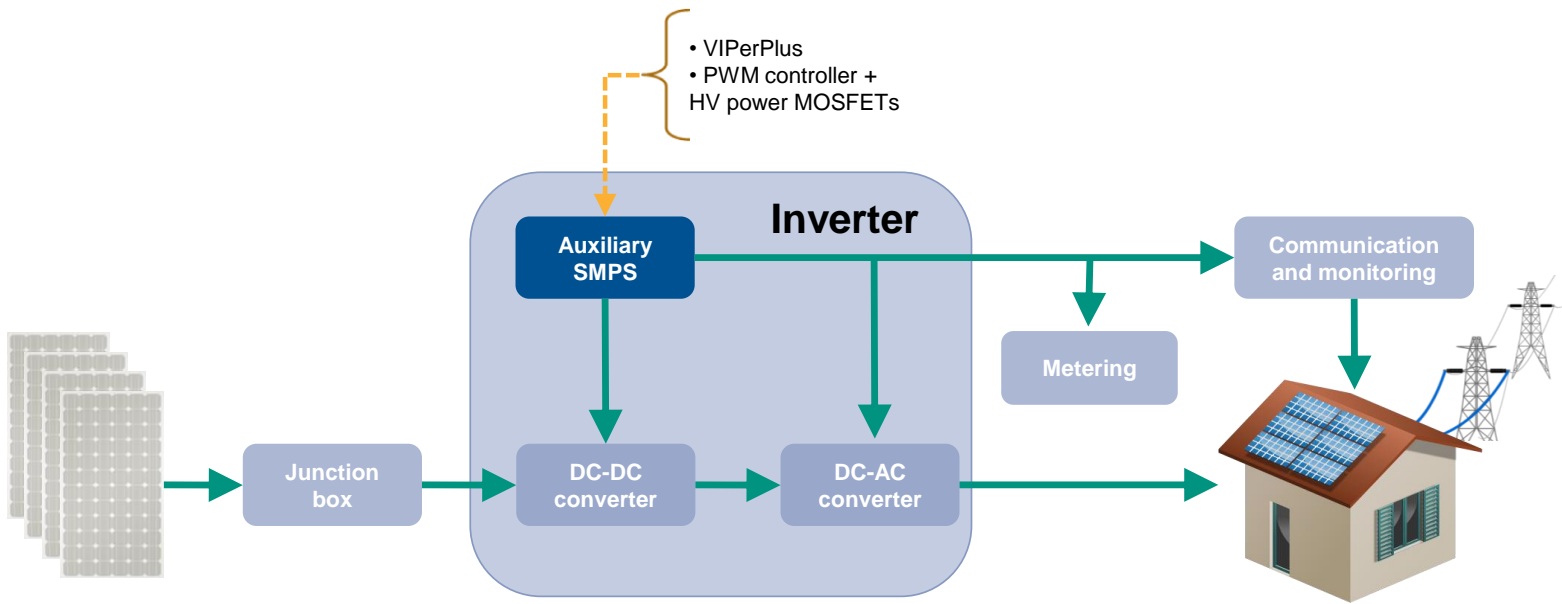 • VIPerPlus
• PWM controller +
HV power MOSFETs
Inverter
Auxiliary
SMPS
Communication
and monitoring
Metering
Junction
box
DC-DC
converter
DC-AC
converter